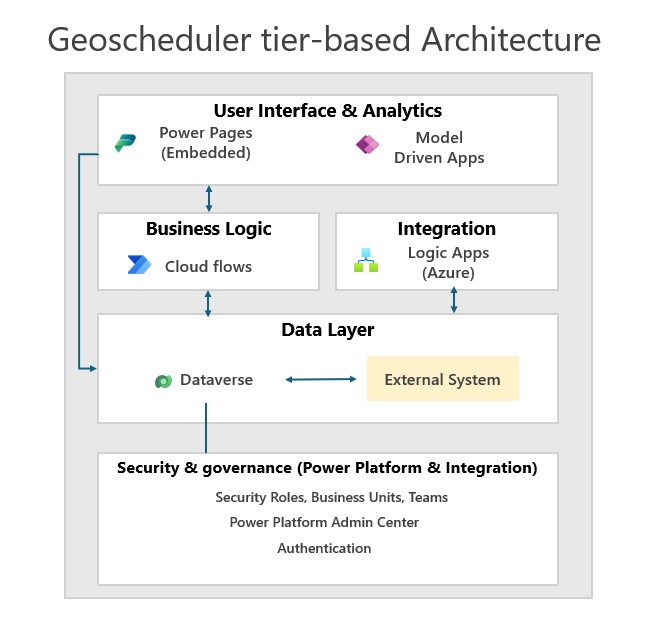 Geoscheduler tier-based Architecture
User Interface & Analytics
Power Pages
(Embedded)
Model
Driven Apps
Business Logic
Cloud flows
Integration
Logic Apps
(Azure)
Data Layer
Dataverse
External System
Security & governance (Power Platform & Integration)
Security Roles, Business Units, Teams
Power Platform Admin Center
Authentication